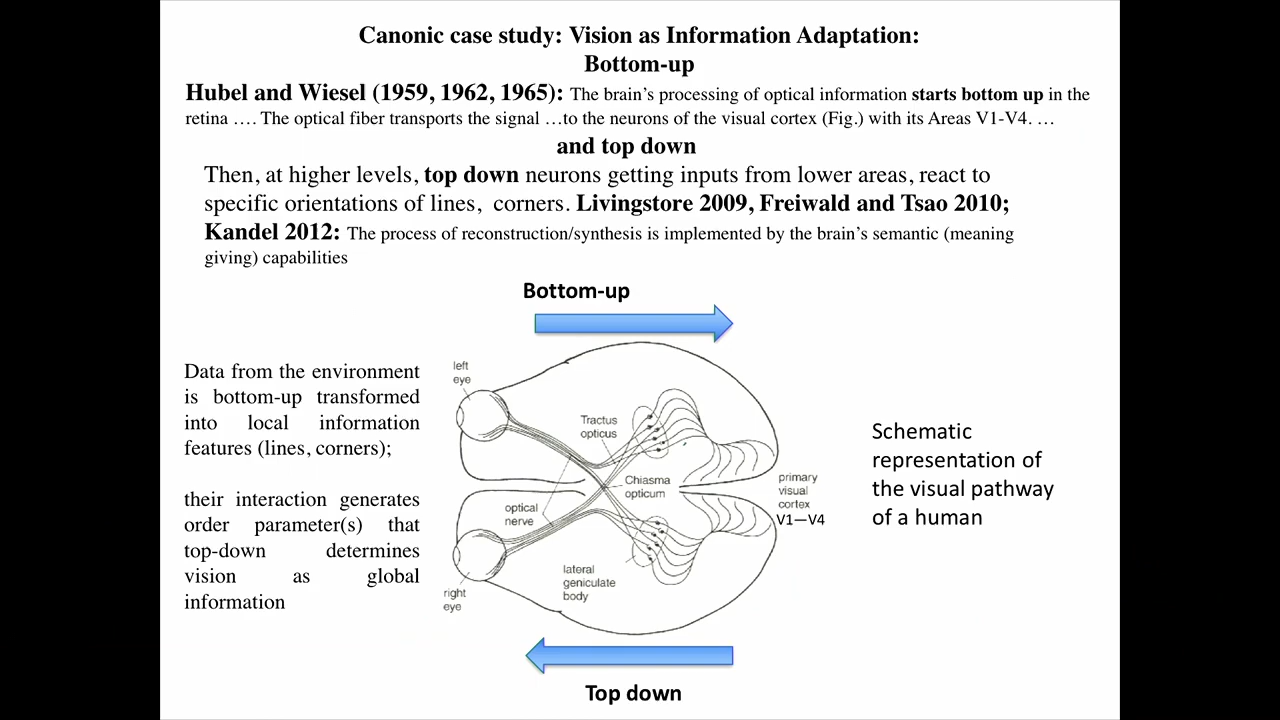 Canonic case study: Vision as Information Adaptation:
Bottom-up
Hubel and Wiesel (1959, 1962, 1965): The brain's processing of optical information starts bottom up in the
retina …. The optical fiber transports the signal …to the neurons of the visual cortex (Fig.) with its Areas V1-V4. …
and top down
Then, at higher levels, top down neurons getting inputs from lower areas, react to
specific orientations of lines, corners. Livingstore 2009, Freiwald and Tsao 2010;
Kandel 2012: The process of reconstruction/synthesis is implemented by the brain's semantic (meaning
giving) capabilities
Bottom-up
Data from the environment
is bottom-up transformed
into local information
features (lines, corners);
their interaction generates
order parameter(s) that
top-down determines
vision as global
information
left
eye
Tractus
opticus
Chiasma
opticum
optical
nerve
primary
visual
cortex
V1—V4
lateral
geniculate
body
right
eye
Schematic
representation of
the visual pathway
of a human
Top down